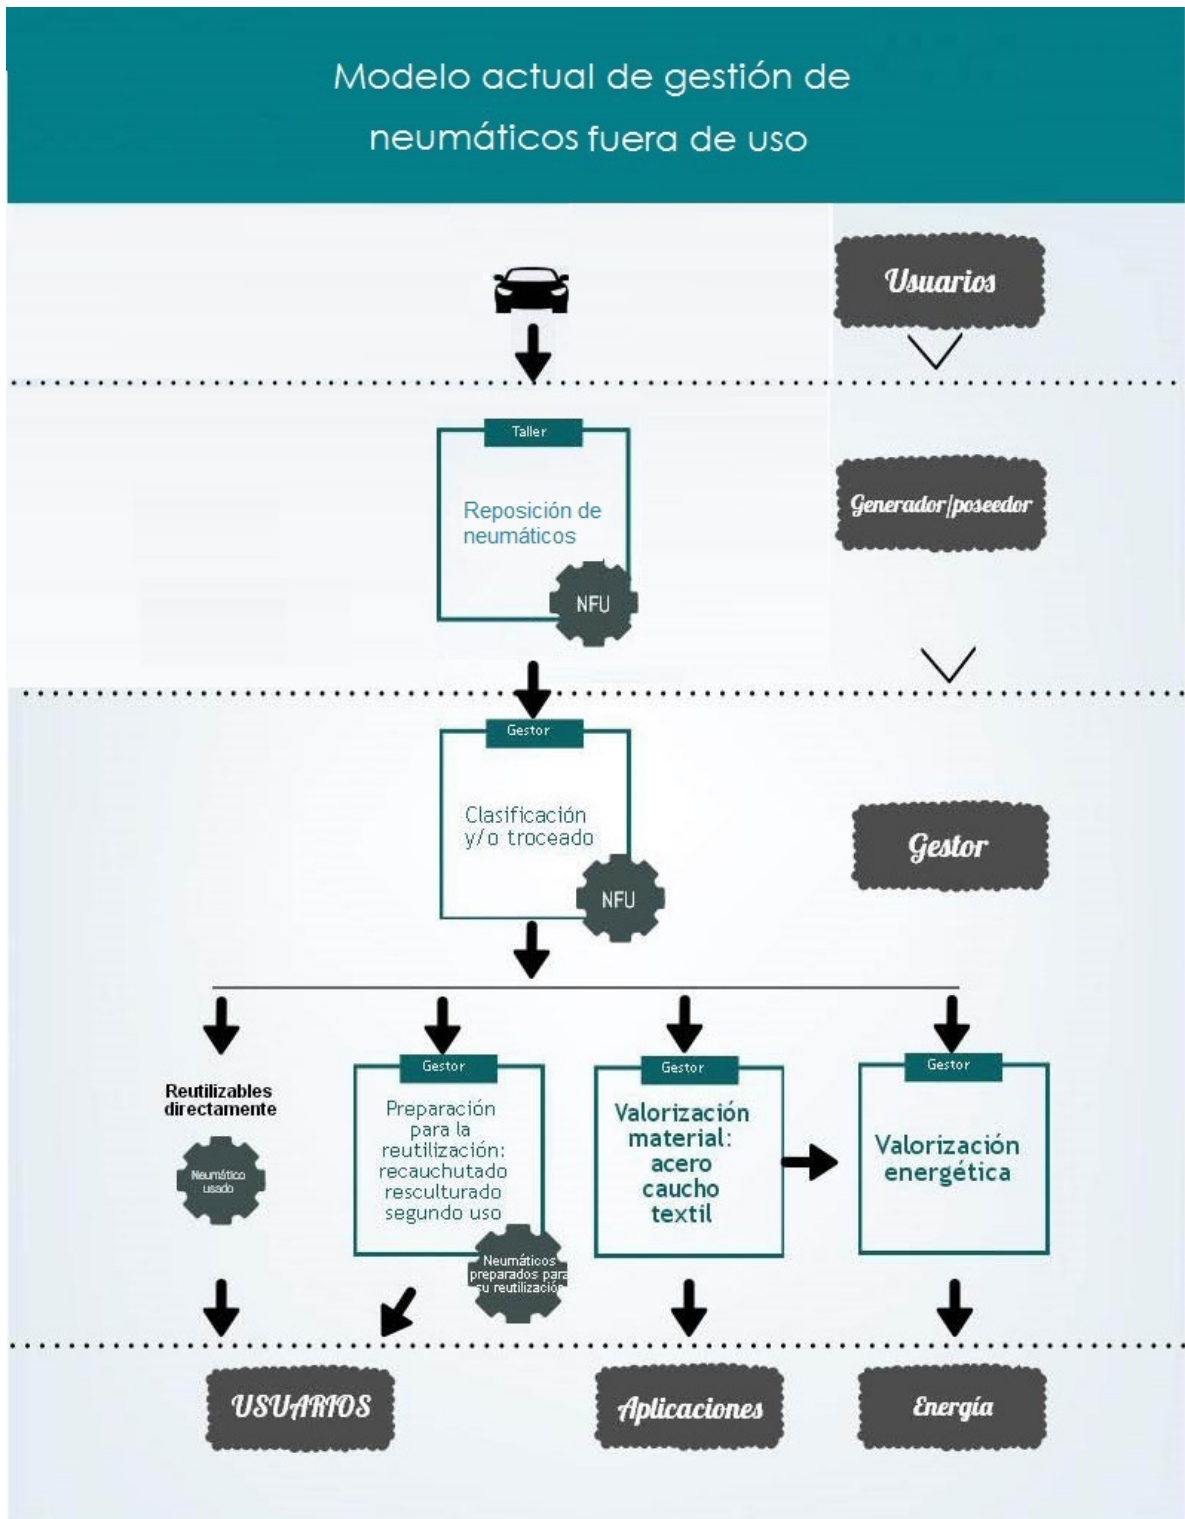 Modelo actual de gestión de
neumáticos fuera de uso
Usuarios
Taller
Reposición de
neumáticos
NFU
Generador/poseedor
Gestor
Clasificación
y/o troceado
NFU
Gestor
Reutilizables
directamente
Neumático
usado
Gestor
Preparación
para la
reutilización:
recauchutado
resculturado
segundo uso
Neumáticos
preparados para
su reutilización
Gestor
Valorización
material:
acero
caucho
textil
Gestor
Valorización
energética
USUARIOS
Aplicaciones
Energía